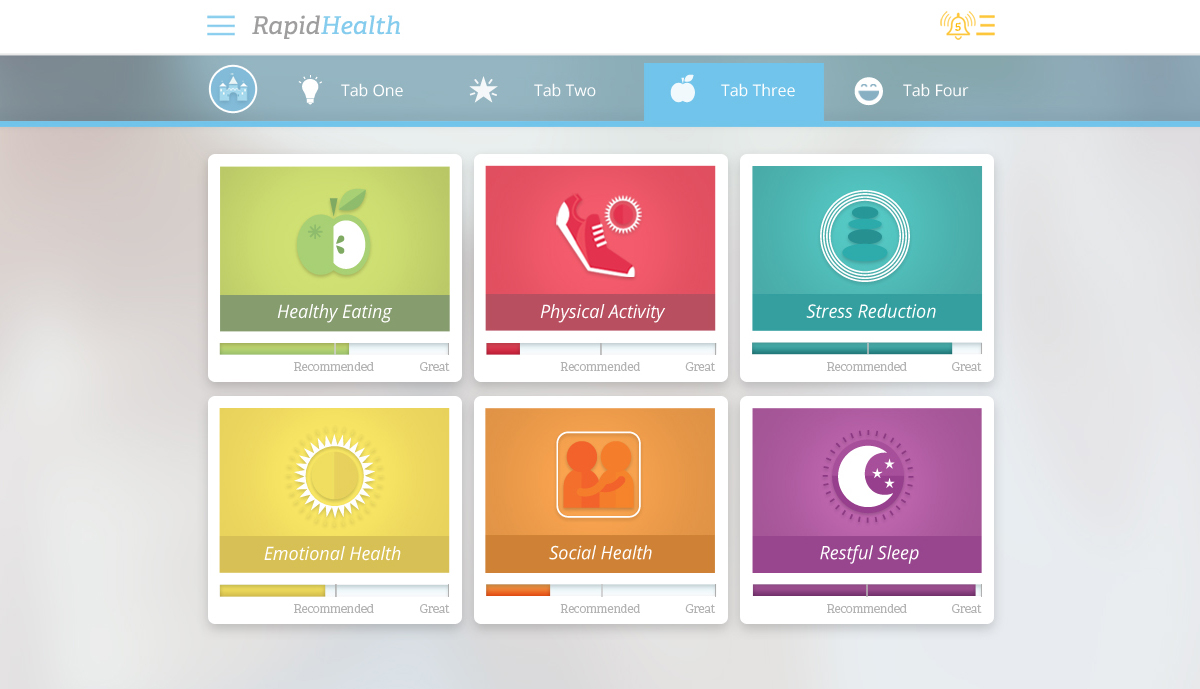 RapidHealth
5
Tab One
Tab Two
Tab Three
Tab Four
Healthy Eating
Recommended Great
Physical Activity
Recommended Great
Stress Reduction
Recommended Great
Emotional Health
Recommended Great
Social Health
Recommended Great
Restful Sleep
Recommended Great